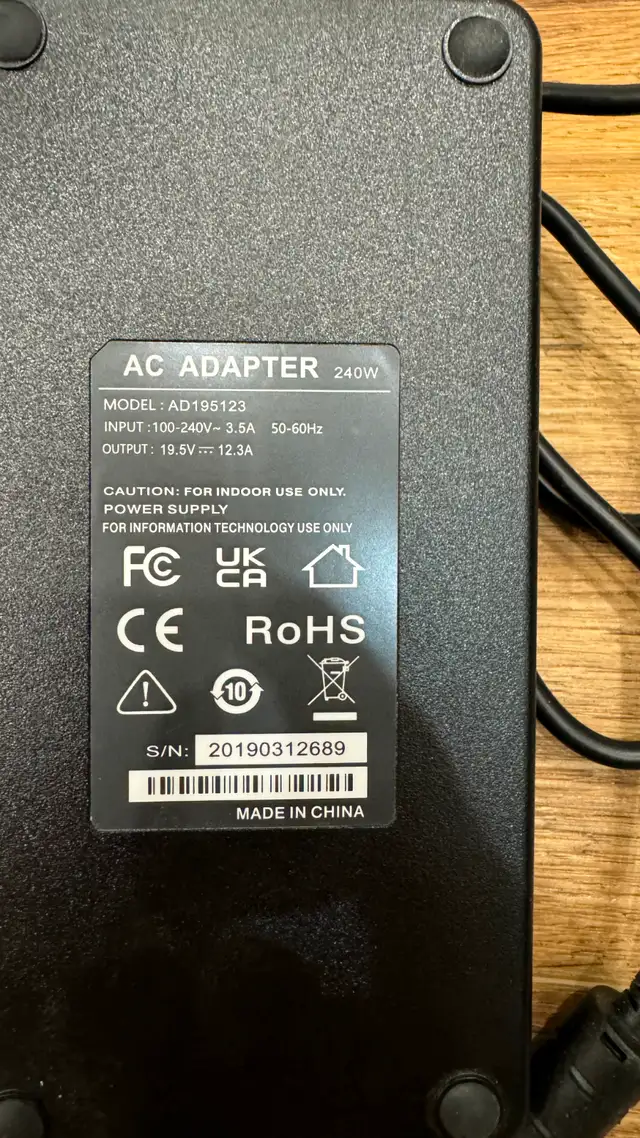 AC ADAPTER 240W
MODEL : AD195123
INPUT :100-240V~ 3.5A 50-60Hz
OUTPUT : 19.5V⎓ 12.3A
CAUTION: FOR INDOOR USE ONLY.
POWER SUPPLY
FOR INFORMATION TECHNOLOGY USE ONLY
FC UK
CA
CE RoHS
10
S/N: 20190312689
MADE IN CHINA